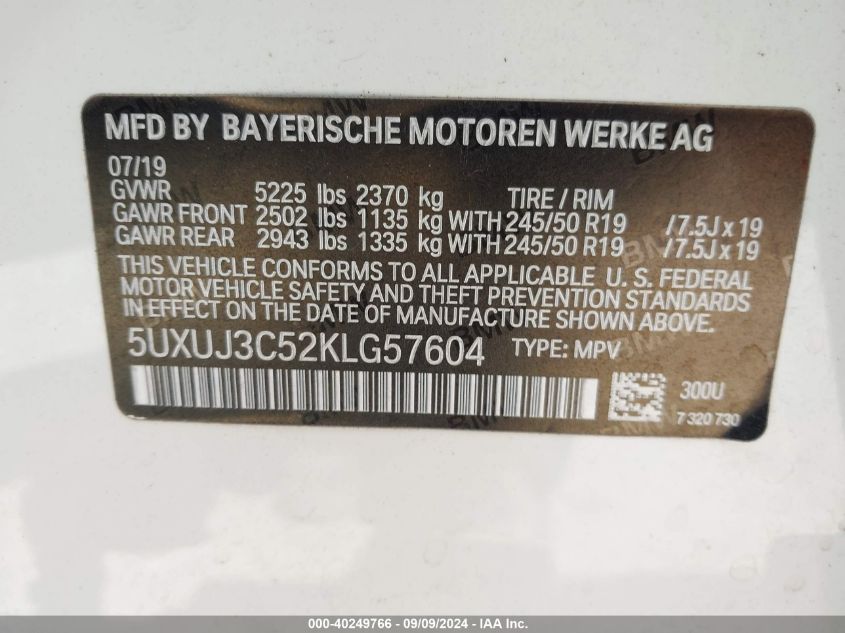 MFD BY BAYERISCHE MOTOREN WERKE AG
07/19
GVWR 5225 lbs 2370 kg TIRE / RIM
GAWR FRONT 2502 lbs 1135 kg WITH 245/50 R19 /7.5J x 19
GAWR REAR 2943 lbs 1335 kg WITH 245/50 R19 /7.5J x 19
THIS VEHICLE CONFORMS TO ALL APPLICABLE U. S. FEDERAL
MOTOR VEHICLE SAFETY AND THEFT PREVENTION STANDARDS
IN EFFECT ON THE DATE OF MANUFACTURE SHOWN ABOVE.
5UXUJ3C52KLG57604 TYPE: MPV
300U
7 320 730
000-40249766 - 09/09/2024 - IAA Inc.